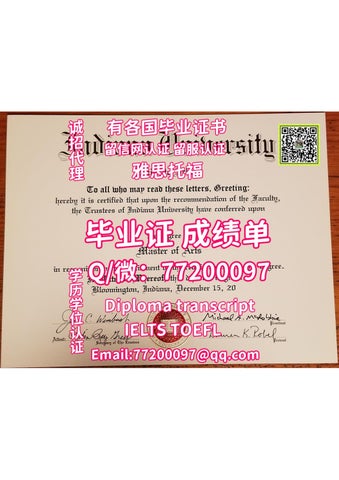 诚招代理
有各国毕业证书
留信网认证 留服认证
雅思托福
Indiana University
To all who may read these letters, Greeting:
hereby it is certified that upon the recommendation of the Faculty,
the Trustees of Indiana University have conferred upon
毕业证 成绩单
Master of Arts
Q/微：77200097
学历学位认证
Bloomington, Indiana, December 15, 20
Diploma transcript
IELTS TOEFL
Email:77200097@qq.com
President
Provost